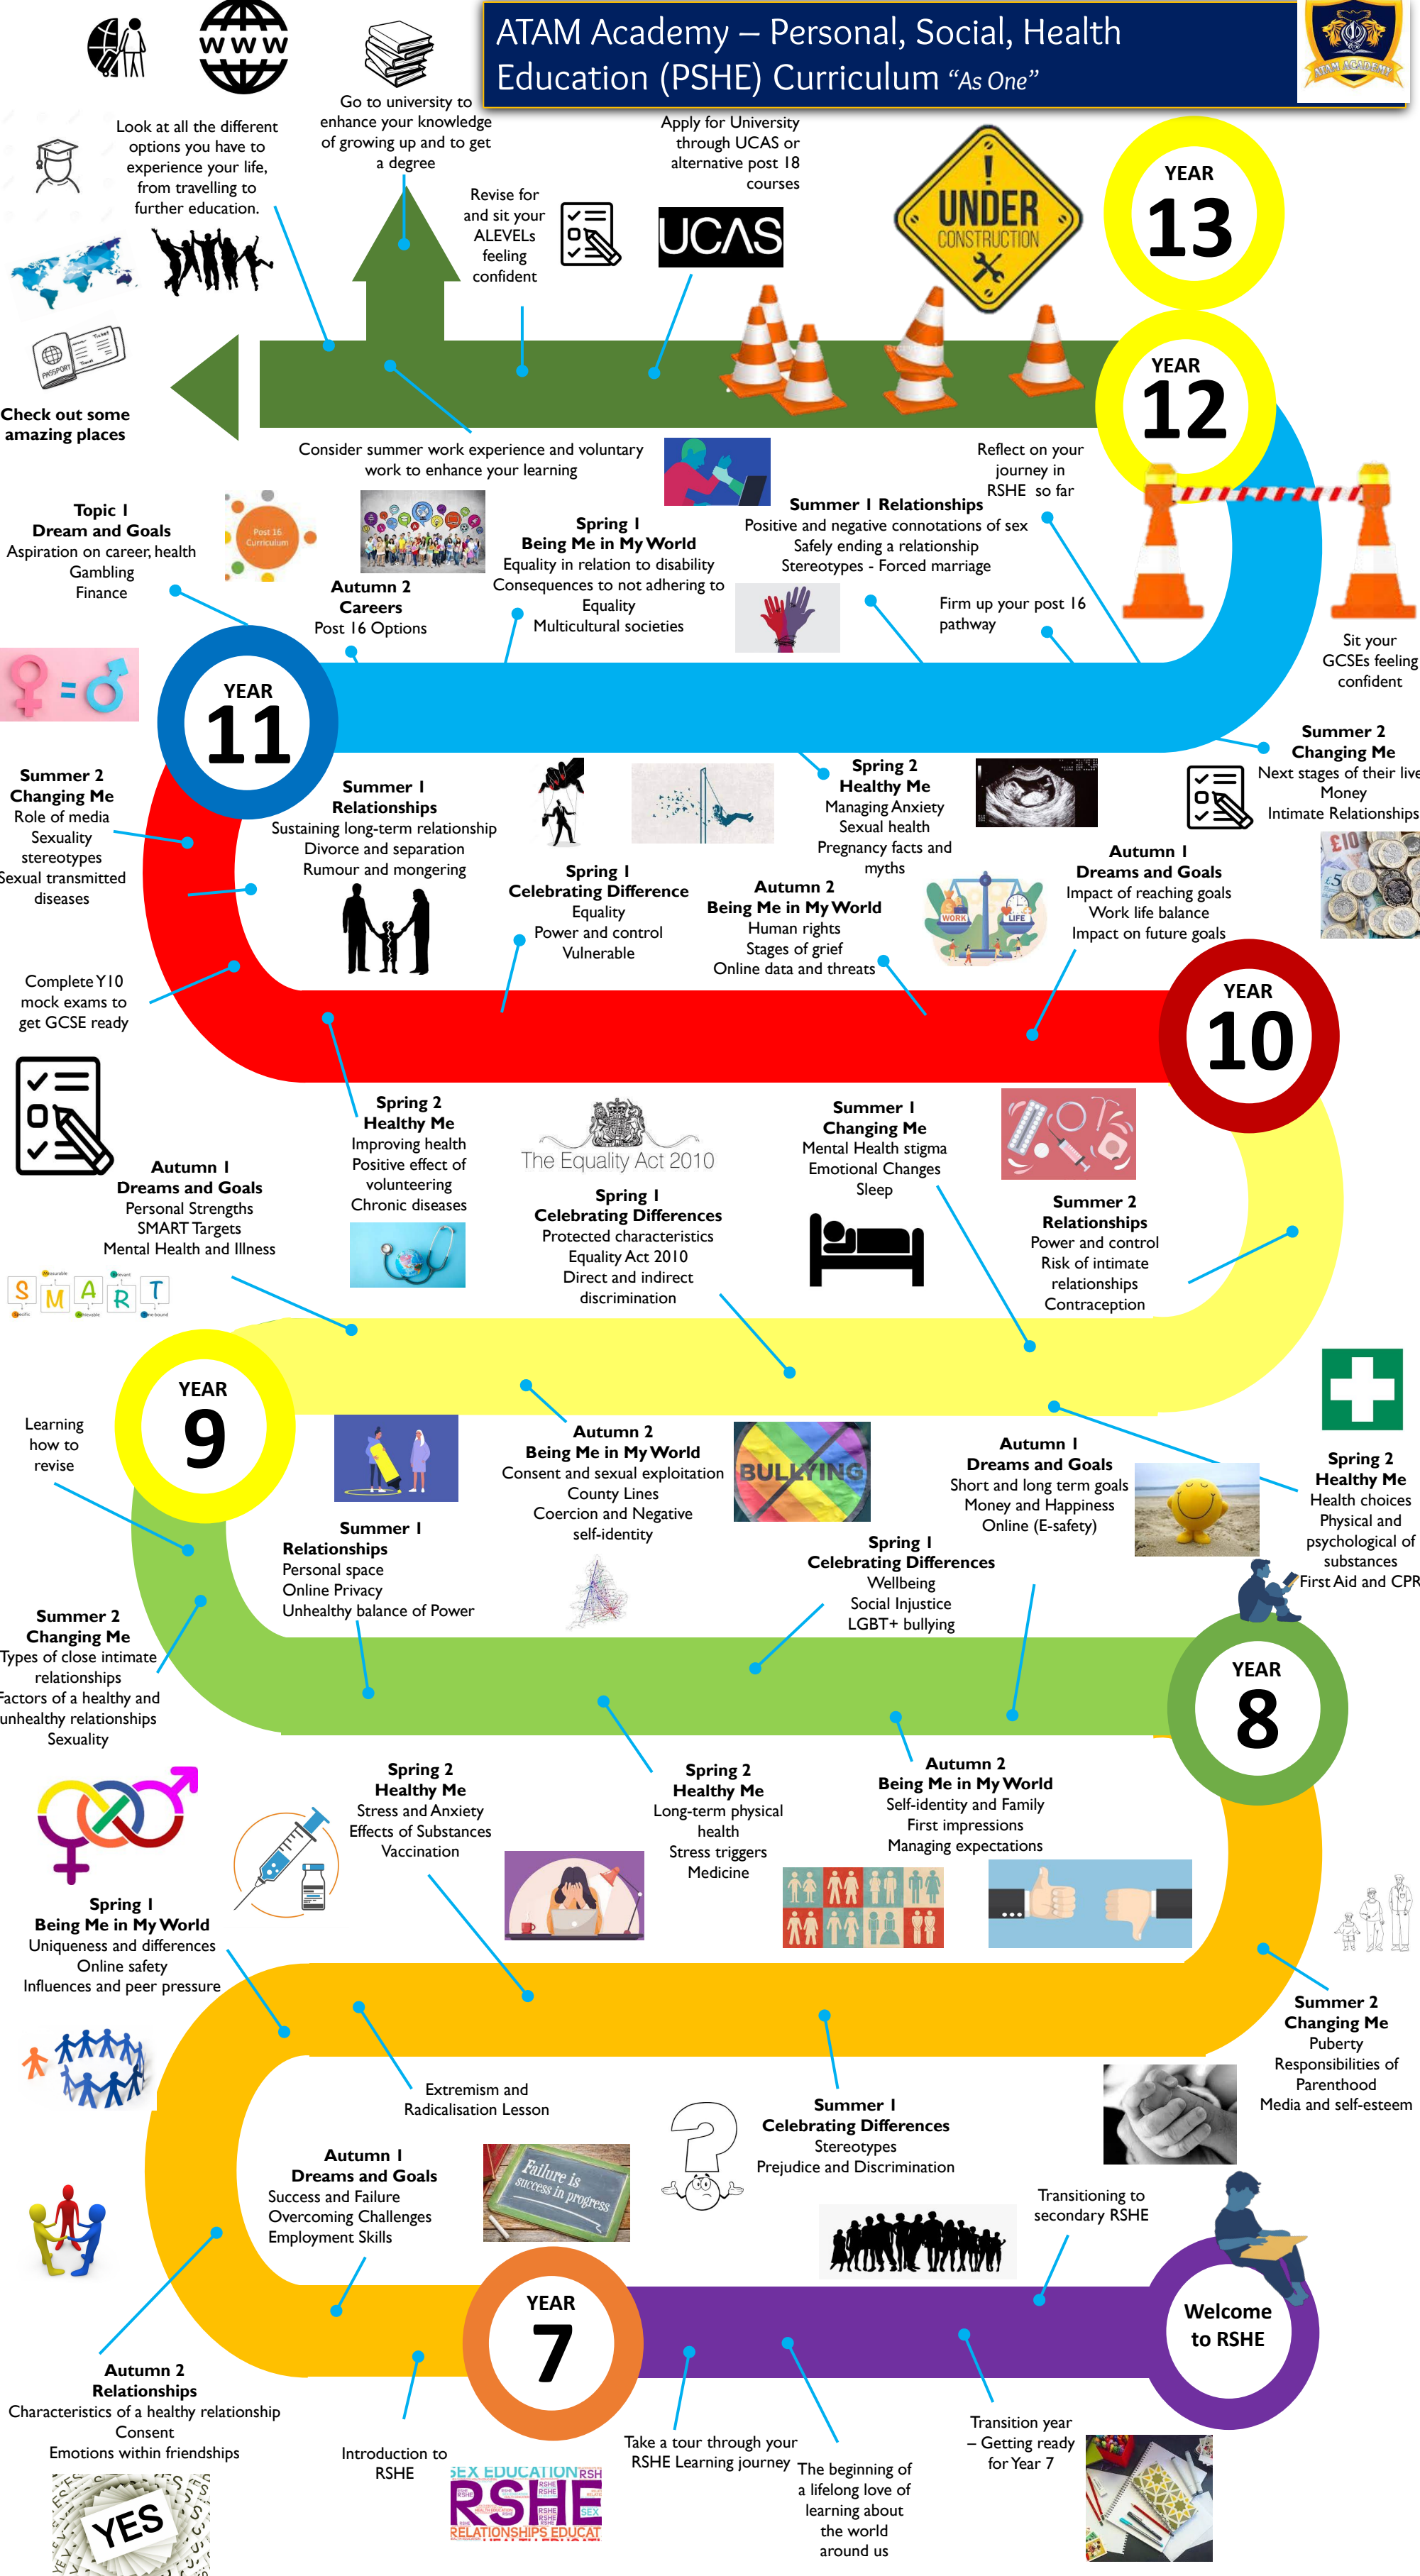 ATAM Academy – Personal, Social, Health
Education (PSHE) Curriculum “As One”
ATAM ACADEMY
Look at all the different
options you have to
experience your life,
from travelling to
further education.
www
Go to university to
enhance your knowledge
of growing up and to get
a degree
Revise for
and sit your
ALEVELs
feeling
confident
Apply for University
through UCAS or
alternative post 18
courses
UCAS
!
UNDER
CONSTRUCTION
YEAR
13
YEAR
12
PASSPORT
Ticket
Check out some
amazing places
Consider summer work experience and voluntary
work to enhance your learning
Reflect on your
journey in
RSHE so far
Topic 1
Dream and Goals
Aspiration on career, health
Gambling
Finance
Post 16
Curriculum
Autumn 2
Careers
Post 16 Options
Spring 1
Being Me in My World
Equality in relation to disability
Consequences to not adhering to
Equality
Multicultural societies
Summer 1 Relationships
Positive and negative connotations of sex
Safely ending a relationship
Stereotypes - Forced marriage
Firm up your post 16
pathway
Sit your
GCSEs feeling
confident
YEAR
11
Summer 2
Changing Me
Next stages of their live
Money
Intimate Relationships
£10
£5
Spring 2
Healthy Me
Managing Anxiety
Sexual health
Pregnancy facts and
myths
Summer 2
Changing Me
Role of media
Sexuality
stereotypes
Sexual transmitted
diseases
Summer 1
Relationships
Sustaining long-term relationship
Divorce and separation
Rumour and mongering
Spring 1
Celebrating Difference
Equality
Power and control
Vulnerable
Autumn 2
Being Me in My World
Human rights
Stages of grief
Online data and threats
WORK
LIFE
Autumn 1
Dreams and Goals
Impact of reaching goals
Work life balance
Impact on future goals
Complete Y10
mock exams to
get GCSE ready
YEAR
10
Autumn 1
Dreams and Goals
Personal Strengths
SMART Targets
Mental Health and Illness
S M A R T
Spring 2
Healthy Me
Improving health
Positive effect of
volunteering
Chronic diseases
The Equality Act 2010
Spring 1
Celebrating Differences
Protected characteristics
Equality Act 2010
Direct and indirect
discrimination
Summer 1
Changing Me
Mental Health stigma
Emotional Changes
Sleep
Summer 2
Relationships
Power and control
Risk of intimate
relationships
Contraception
YEAR
9
Learning
how to
revise
Autumn 2
Being Me in My World
Consent and sexual exploitation
County Lines
Coercion and Negative
self-identity
BULLYING
Autumn 1
Dreams and Goals
Short and long term goals
Money and Happiness
Online (E-safety)
Spring 2
Healthy Me
Health choices
Physical and
psychological of
substances
First Aid and CPR
Summer 1
Relationships
Personal space
Online Privacy
Unhealthy balance of Power
Spring 1
Celebrating Differences
Wellbeing
Social Injustice
LGBT+ bullying
Summer 2
Changing Me
Types of close intimate
relationships
Factors of a healthy and
unhealthy relationships
Sexuality
YEAR
8
Spring 2
Healthy Me
Stress and Anxiety
Effects of Substances
Vaccination
Spring 2
Healthy Me
Long-term physical
health
Stress triggers
Medicine
Autumn 2
Being Me in My World
Self-identity and Family
First impressions
Managing expectations
Spring 1
Being Me in My World
Uniqueness and differences
Online safety
Influences and peer pressure
Summer 2
Changing Me
Puberty
Responsibilities of
Parenthood
Media and self-esteem
Extremism and
Radicalisation Lesson
Summer 1
Celebrating Differences
Stereotypes
Prejudice and Discrimination
?
Autumn 1
Dreams and Goals
Success and Failure
Overcoming Challenges
Employment Skills
Failure is
success in progress
Transitioning to
secondary RSHE
YEAR
7
Welcome
to RSHE
Autumn 2
Relationships
Characteristics of a healthy relationship
Consent
Emotions within friendships
YES
Introduction to
RSHE
SEX EDUCATION RSH
RSHE
RELATIONSHIPS EDUCAT
Take a tour through your
RSHE Learning journey
The beginning of
a lifelong love of
learning about
the world
around us
Transition year
– Getting ready
for Year 7